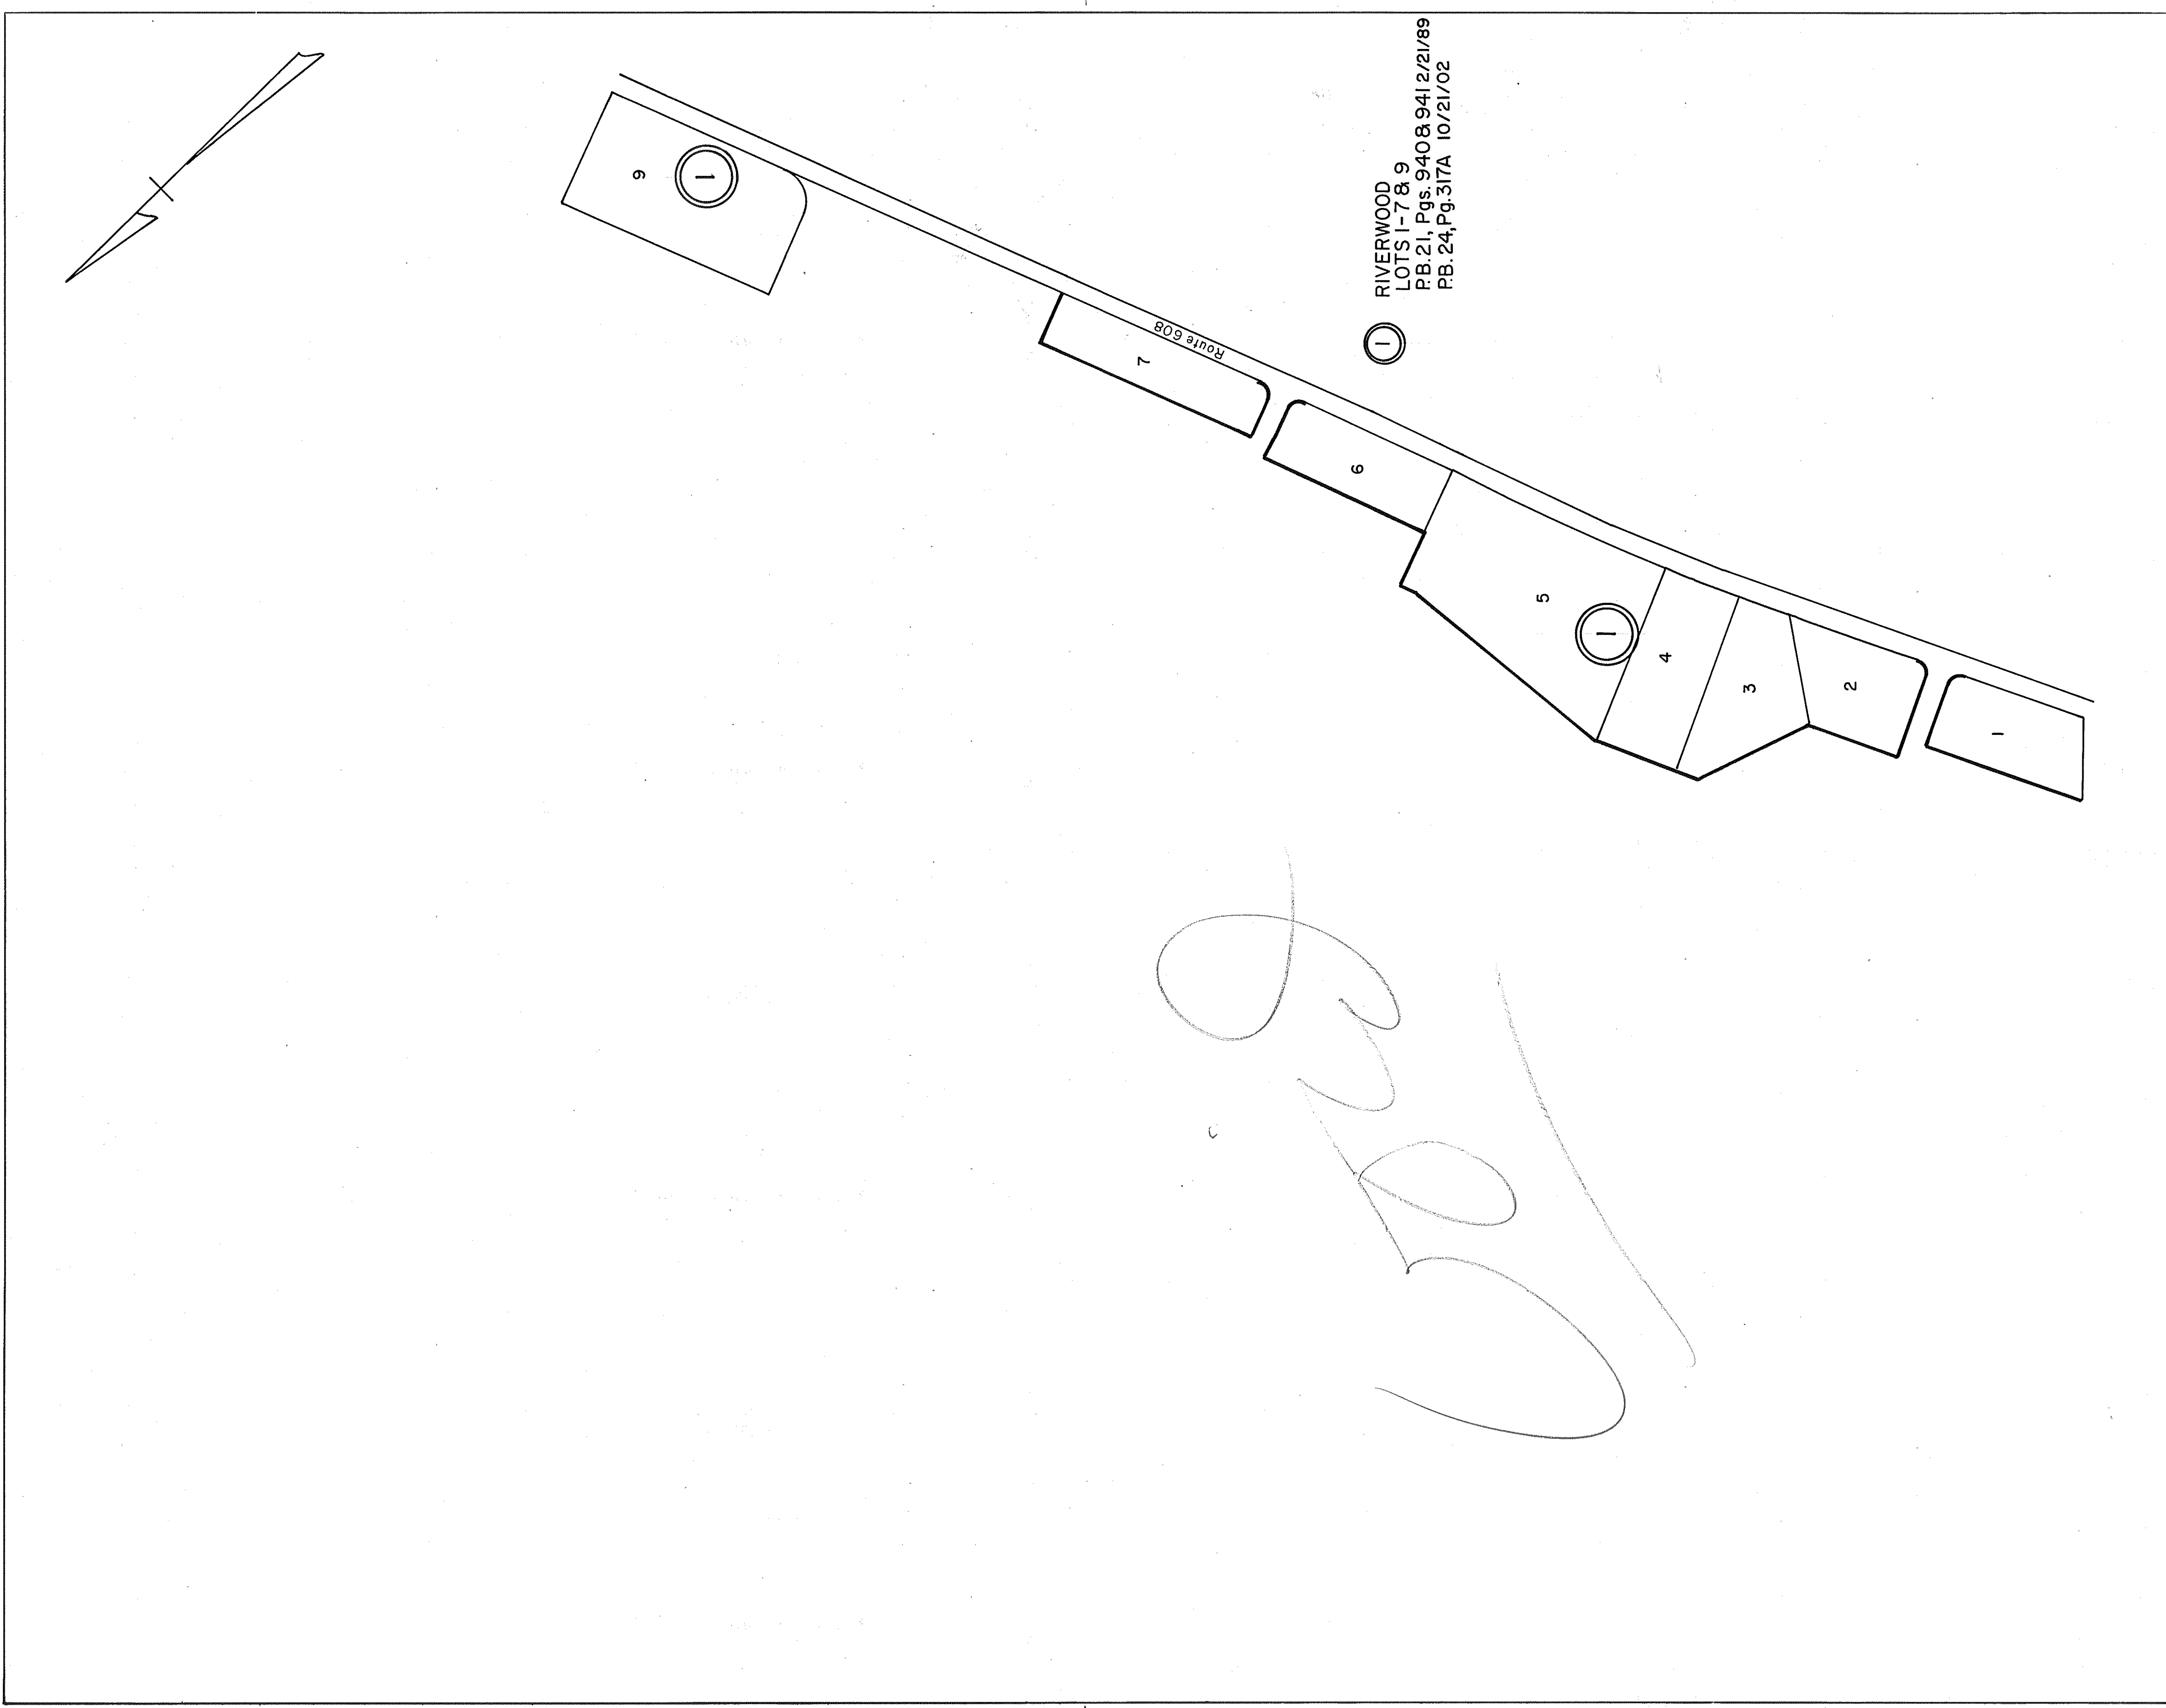 RIVERWOOD
LOTS 1-7 & 9
P.B. 21, Pgs. 940 & 941 2/21/89
P.B. 24, Pg. 317A 10/21/02
1
Route 608
9
1
7
6
5
1
4
3
2
1